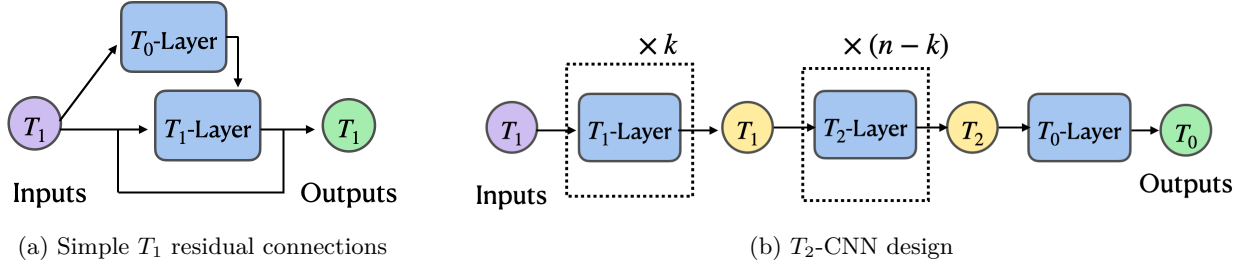 T₀-Layer
T₁
T₁-Layer
T₁
Inputs
Outputs
(a) Simple T₁ residual connections
× k
× (n − k)
T₁
T₁-Layer
T₁
T₂-Layer
T₂
T₀-Layer
T₀
Inputs
Outputs
(b) T₂-CNN design